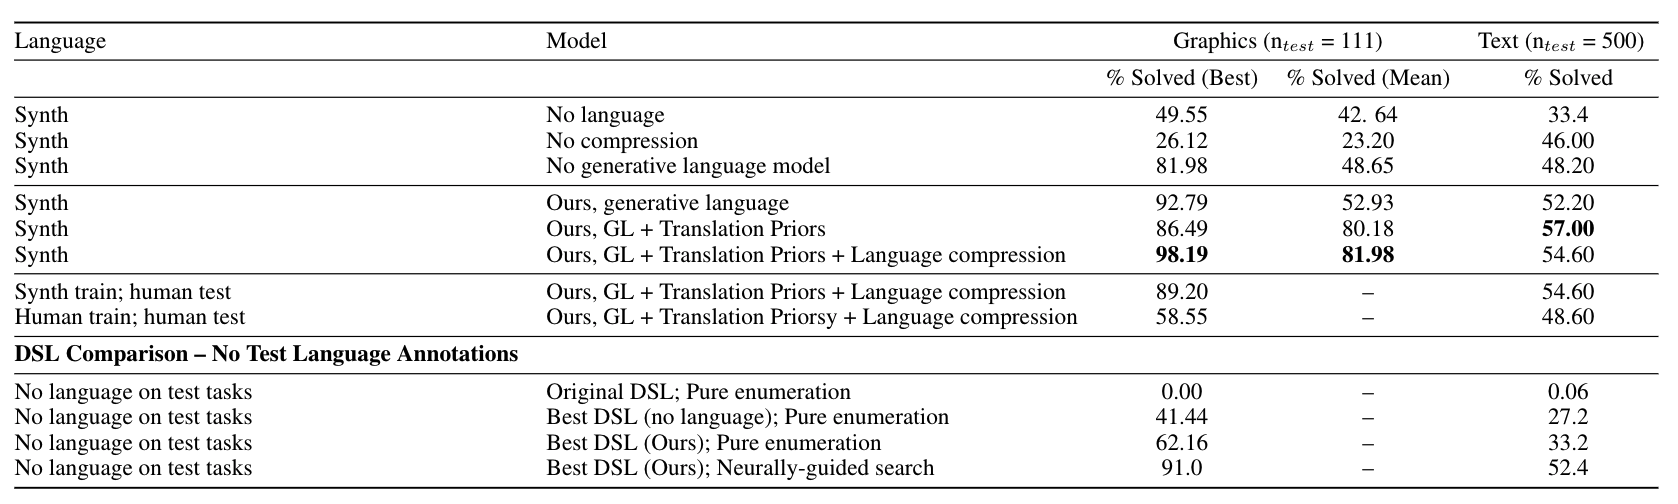 Language Model Graphics (n_test = 111) Text (n_test = 500)
% Solved (Best) % Solved (Mean) % Solved
Synth No language 49.55 42. 64 33.4
Synth No compression 26.12 23.20 46.00
Synth No generative language model 81.98 48.65 48.20
Synth Ours, generative language 92.79 52.93 52.20
Synth Ours, GL + Translation Priors 86.49 80.18 57.00
Synth Ours, GL + Translation Priors + Language compression 98.19 81.98 54.60
Synth train; human test Ours, GL + Translation Priors + Language compression 89.20 – 54.60
Human train; human test Ours, GL + Translation Priorsy + Language compression 58.55 – 48.60
DSL Comparison – No Test Language Annotations
No language on test tasks Original DSL; Pure enumeration 0.00 – 0.06
No language on test tasks Best DSL (no language); Pure enumeration 41.44 – 27.2
No language on test tasks Best DSL (Ours); Pure enumeration 62.16 – 33.2
No language on test tasks Best DSL (Ours); Neurally-guided search 91.0 – 52.4